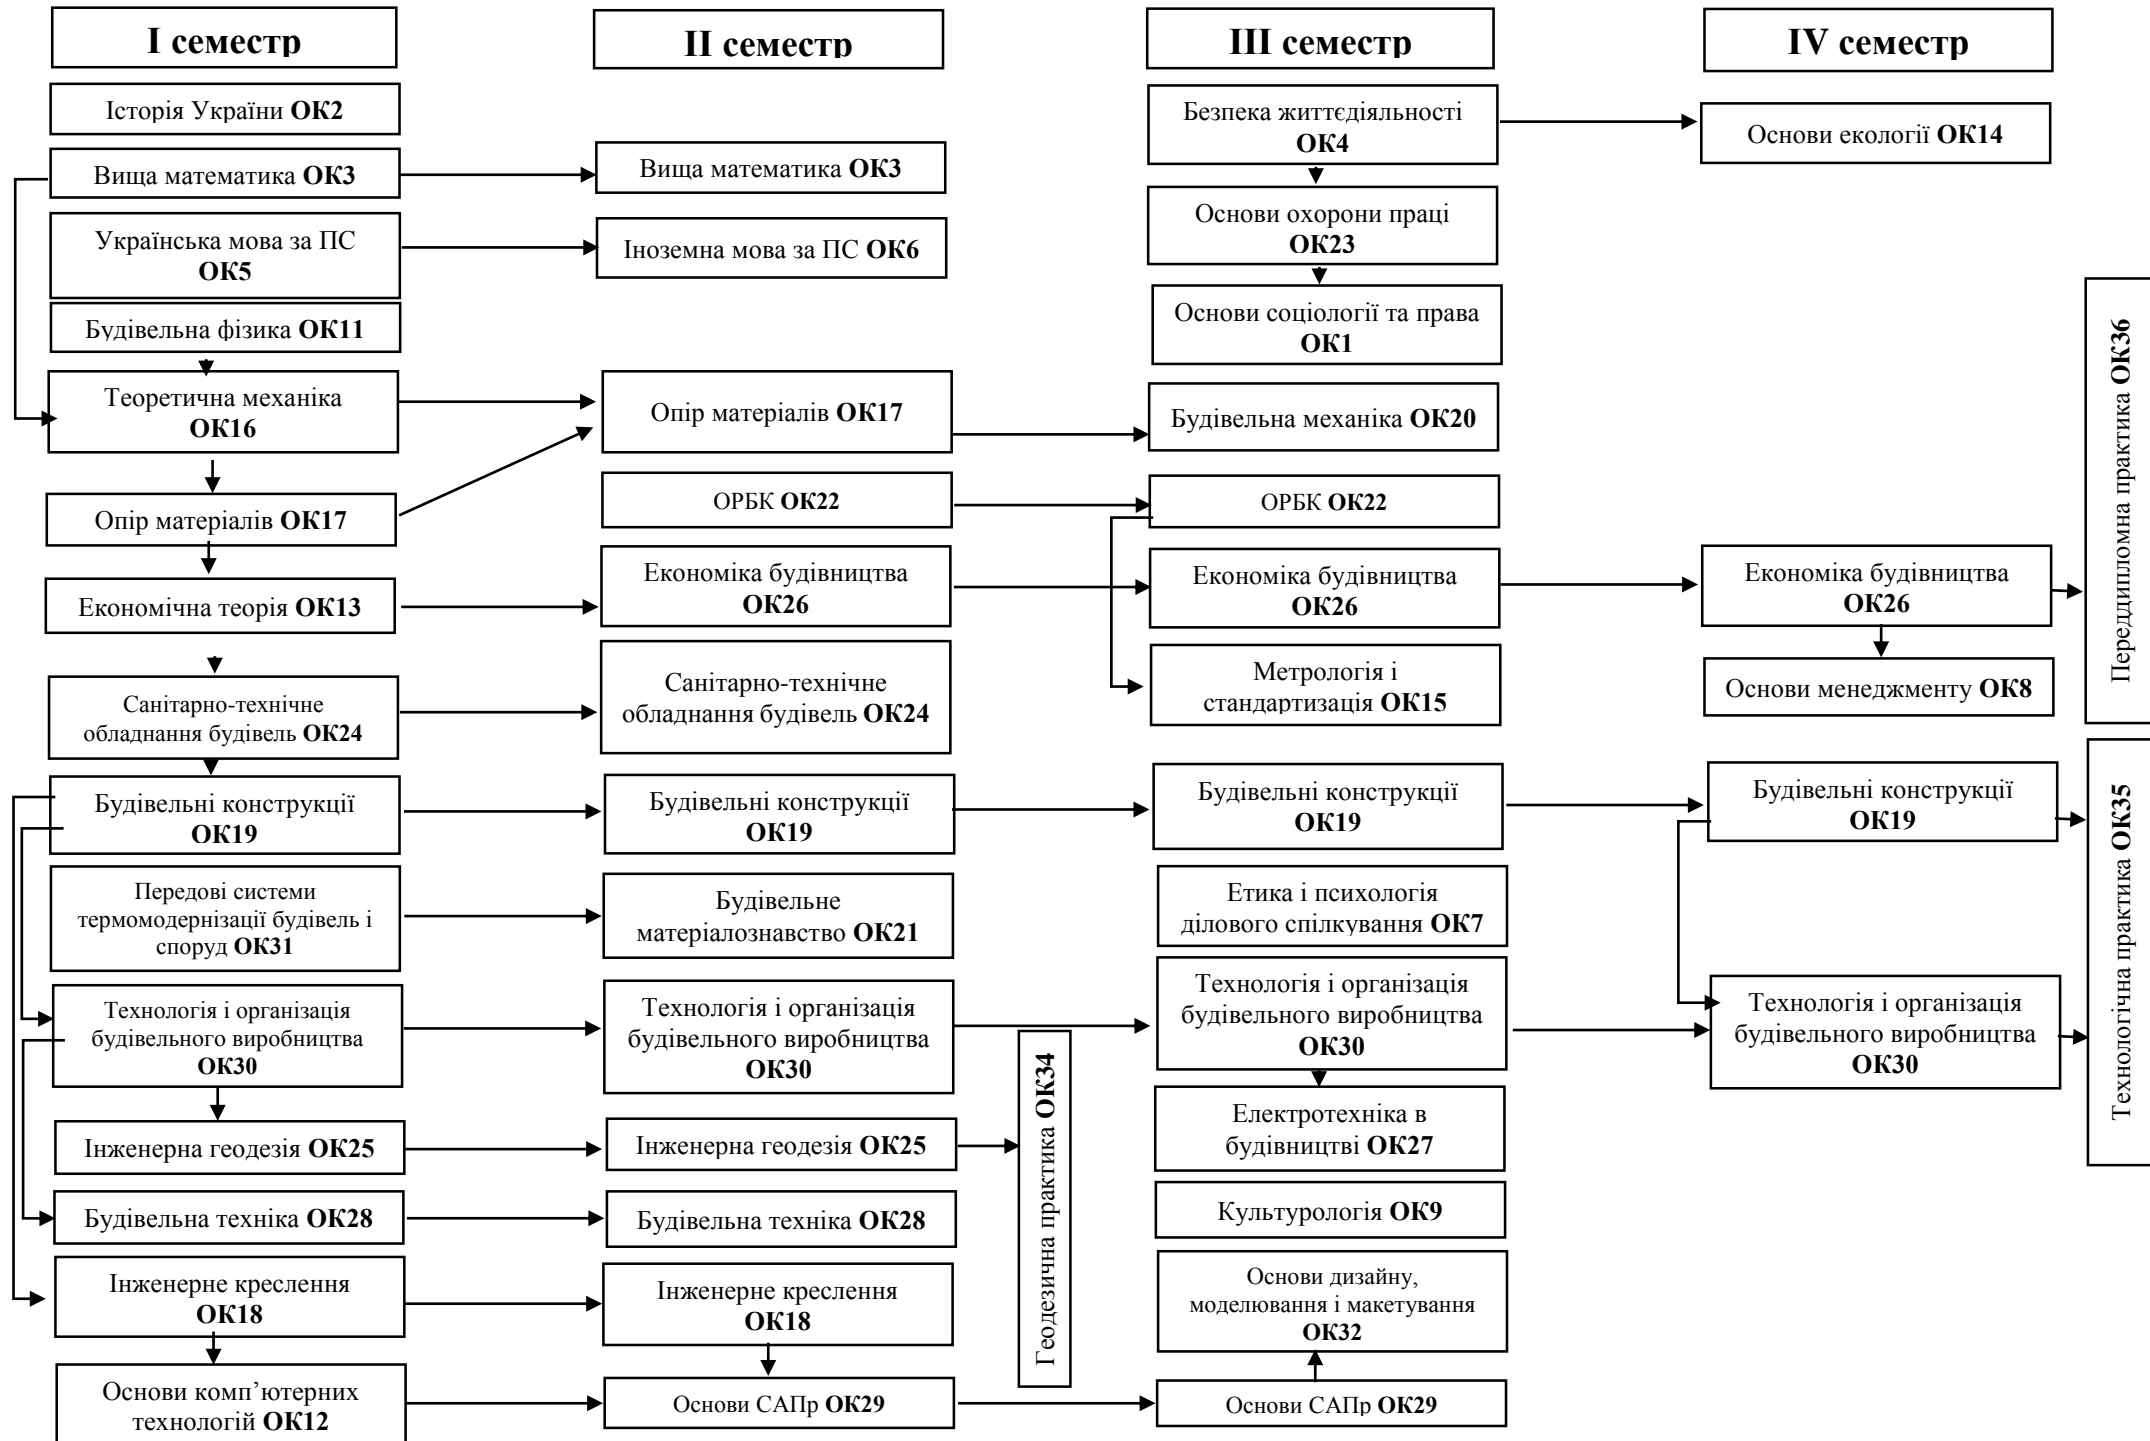 I семестр
Історія України ОК2
Вища математика ОК3
Українська мова за ПС
ОК5
Будівельна фізика ОК11
Теоретична механіка
ОК16
Опір матеріалів ОК17
Економічна теорія ОК13
Санітарно-технічне
обладнання будівель ОК24
Будівельні конструкції
ОК19
Передові системи
термомодернізації будівель і
споруд ОК31
Технологія і організація
будівельного виробництва
ОК30
Інженерна геодезія ОК25
Будівельна техніка ОК28
Інженерне креслення
ОК18
Основи комп’ютерних
технологій ОК12
II семестр
Вища математика ОК3
Іноземна мова за ПС ОК6
Опір матеріалів ОК17
ОРБК ОК22
Економіка будівництва
ОК26
Санітарно-технічне
обладнання будівель ОК24
Будівельні конструкції
ОК19
Будівельне
матеріалознавство ОК21
Технологія і організація
будівельного виробництва
ОК30
Інженерна геодезія ОК25
Будівельна техніка ОК28
Інженерне креслення
ОК18
Основи САПр ОК29
Геодезична практика ОК34
III семестр
Безпека життєдіяльності
ОК4
Основи охорони праці
ОК23
Основи соціології та права
ОК1
Будівельна механіка ОК20
ОРБК ОК22
Економіка будівництва
ОК26
Метрологія і
стандартизація ОК15
Будівельні конструкції
ОК19
Етика і психологія
ділового спілкування ОК7
Технологія і організація
будівельного виробництва
ОК30
Електротехніка в
будівництві ОК27
Культурологія ОК9
Основи дизайну,
моделювання і макетування
ОК32
Основи САПр ОК29
IV семестр
Основи екології ОК14
Економіка будівництва
ОК26
Основи менеджменту ОК8
Будівельні конструкції
ОК19
Технологія і організація
будівельного виробництва
ОК30
Переддипломна практика ОК36
Технологічна практика ОК35